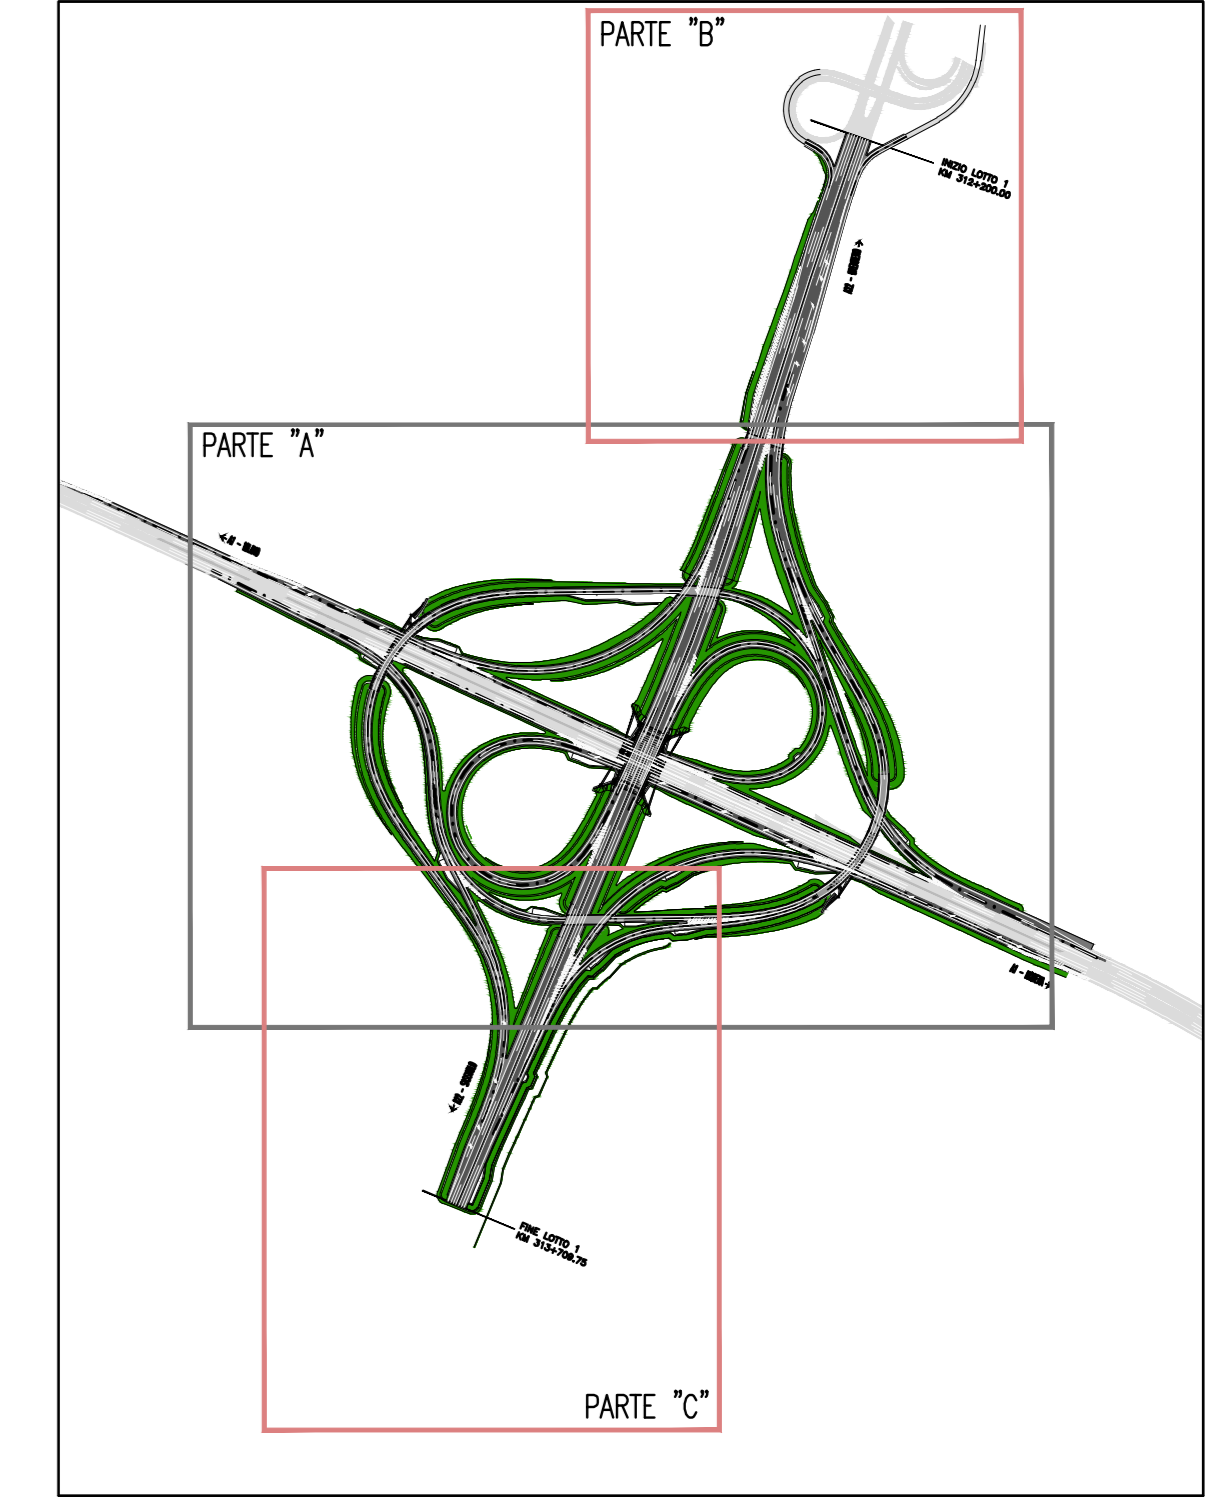 PARTE "B"
INIZIO LOTTO 1
KM 312+200.00
PARTE "A"
FINE LOTTO 1
KM 313+709.75
PARTE "C"